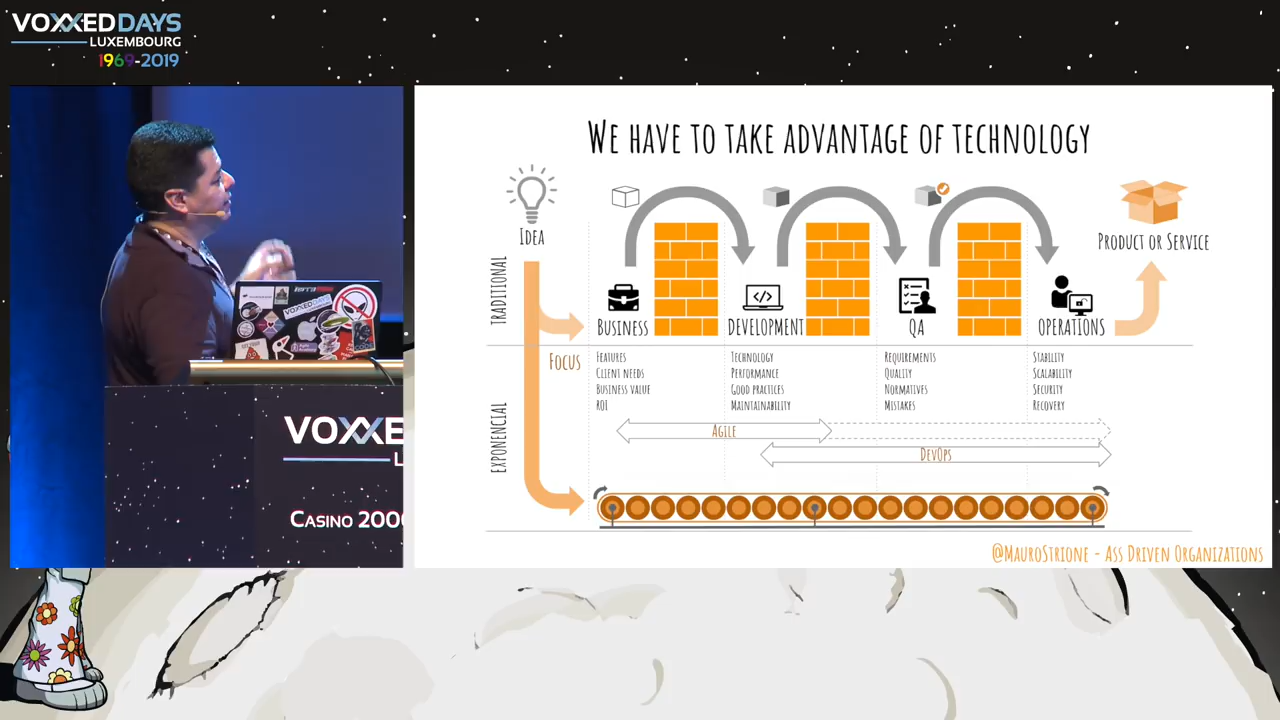 VOXXED DAYS
LUXEMBOURG
1969-2019
VOXXEDDAYS
VOXXE
L
CASINO 200
WE HAVE TO TAKE ADVANTAGE OF TECHNOLOGY
IDEA
PRODUCT OR SERVICE
TRADITIONAL
BUSINESS
DEVELOPMENT
QA
OPERATIONS
FOCUS
FEATURES
CLIENT NEEDS
BUSINESS VALUE
ROI
TECHNOLOGY
PERFORMANCE
GOOD PRACTICES
MAINTAINABILITY
REQUIREMENTS
QUALITY
NORMATIVES
MISTAKES
STABILITY
SCALABILITY
SECURITY
RECOVERY
EXPONENCIAL
AGILE
DEVOPS
@MAUROSTRIONE - ASS DRIVEN ORGANIZATIONS